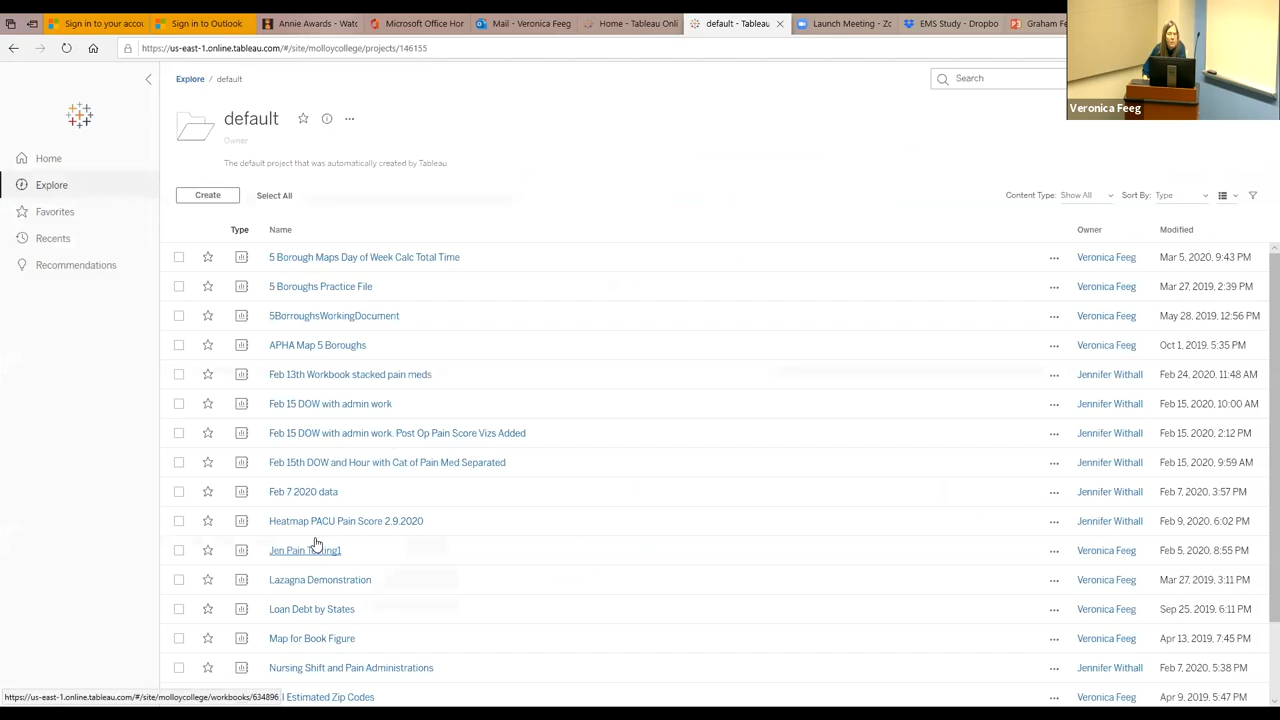 Sign in to your accou
Sign in to Outlook
Annie Awards - Watc
Microsoft Office Hor
Mail - Veronica Feeg
Home - Tableau Onli
default - Tableau
Launch Meeting - Zo
EMS Study - Dropbo
Graham Fe
https://us-east-1.online.tableau.com/#/site/molloycollege/projects/146155
Veronica Feeg
Explore / default
Search
default
Owner
The default project that was automatically created by Tableau
Home
Explore
Favorites
Recents
Recommendations
Create
Select All
Content Type: Show All
Sort By: Type
Type Name Owner Modified
5 Borough Maps Day of Week Calc Total Time ... Veronica Feeg Mar 5, 2020, 9:43 PM
5 Boroughs Practice File ... Veronica Feeg Mar 27, 2019, 2:39 PM
5BorroughsWorkingDocument ... Veronica Feeg May 28, 2019, 12:56 PM
APHA Map 5 Boroughs ... Veronica Feeg Oct 1, 2019, 5:35 PM
Feb 13th Workbook stacked pain meds ... Jennifer Withall Feb 24, 2020, 11:48 AM
Feb 15 DOW with admin work ... Jennifer Withall Feb 15, 2020, 10:00 AM
Feb 15 DOW with admin work. Post Op Pain Score Vizs Added ... Jennifer Withall Feb 15, 2020, 2:12 PM
Feb 15th DOW and Hour with Cat of Pain Med Separated ... Jennifer Withall Feb 15, 2020, 9:59 AM
Feb 7 2020 data ... Jennifer Withall Feb 7, 2020, 3:57 PM
Heatmap PACU Pain Score 2.9.2020 ... Jennifer Withall Feb 9, 2020, 6:02 PM
Jen Pain ... Veronica Feeg Feb 5, 2020, 8:55 PM
Lazagna Demonstration ... Veronica Feeg Mar 27, 2019, 3:11 PM
Loan Debt by States ... Veronica Feeg Sep 25, 2019, 6:11 PM
Map for Book Figure ... Veronica Feeg Apr 13, 2019, 7:45 PM
Nursing Shift and Pain Administrations ... Jennifer Withall Feb 7, 2020, 5:38 PM
l Estimated Zip Codes ... Veronica Feeg Apr 9, 2019, 5:47 PM
https://us-east-1.online.tableau.com/#/site/molloycollege/workbooks/634896